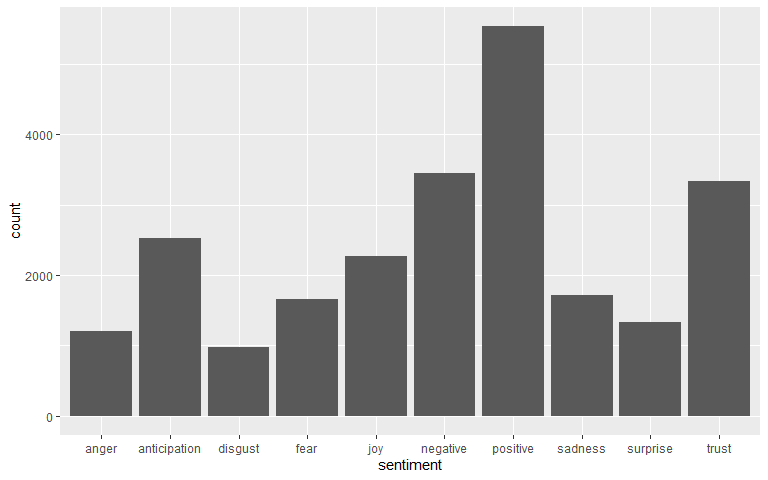 count
4000
2000
0
anger anticipation disgust fear joy negative positive sadness surprise trust
sentiment